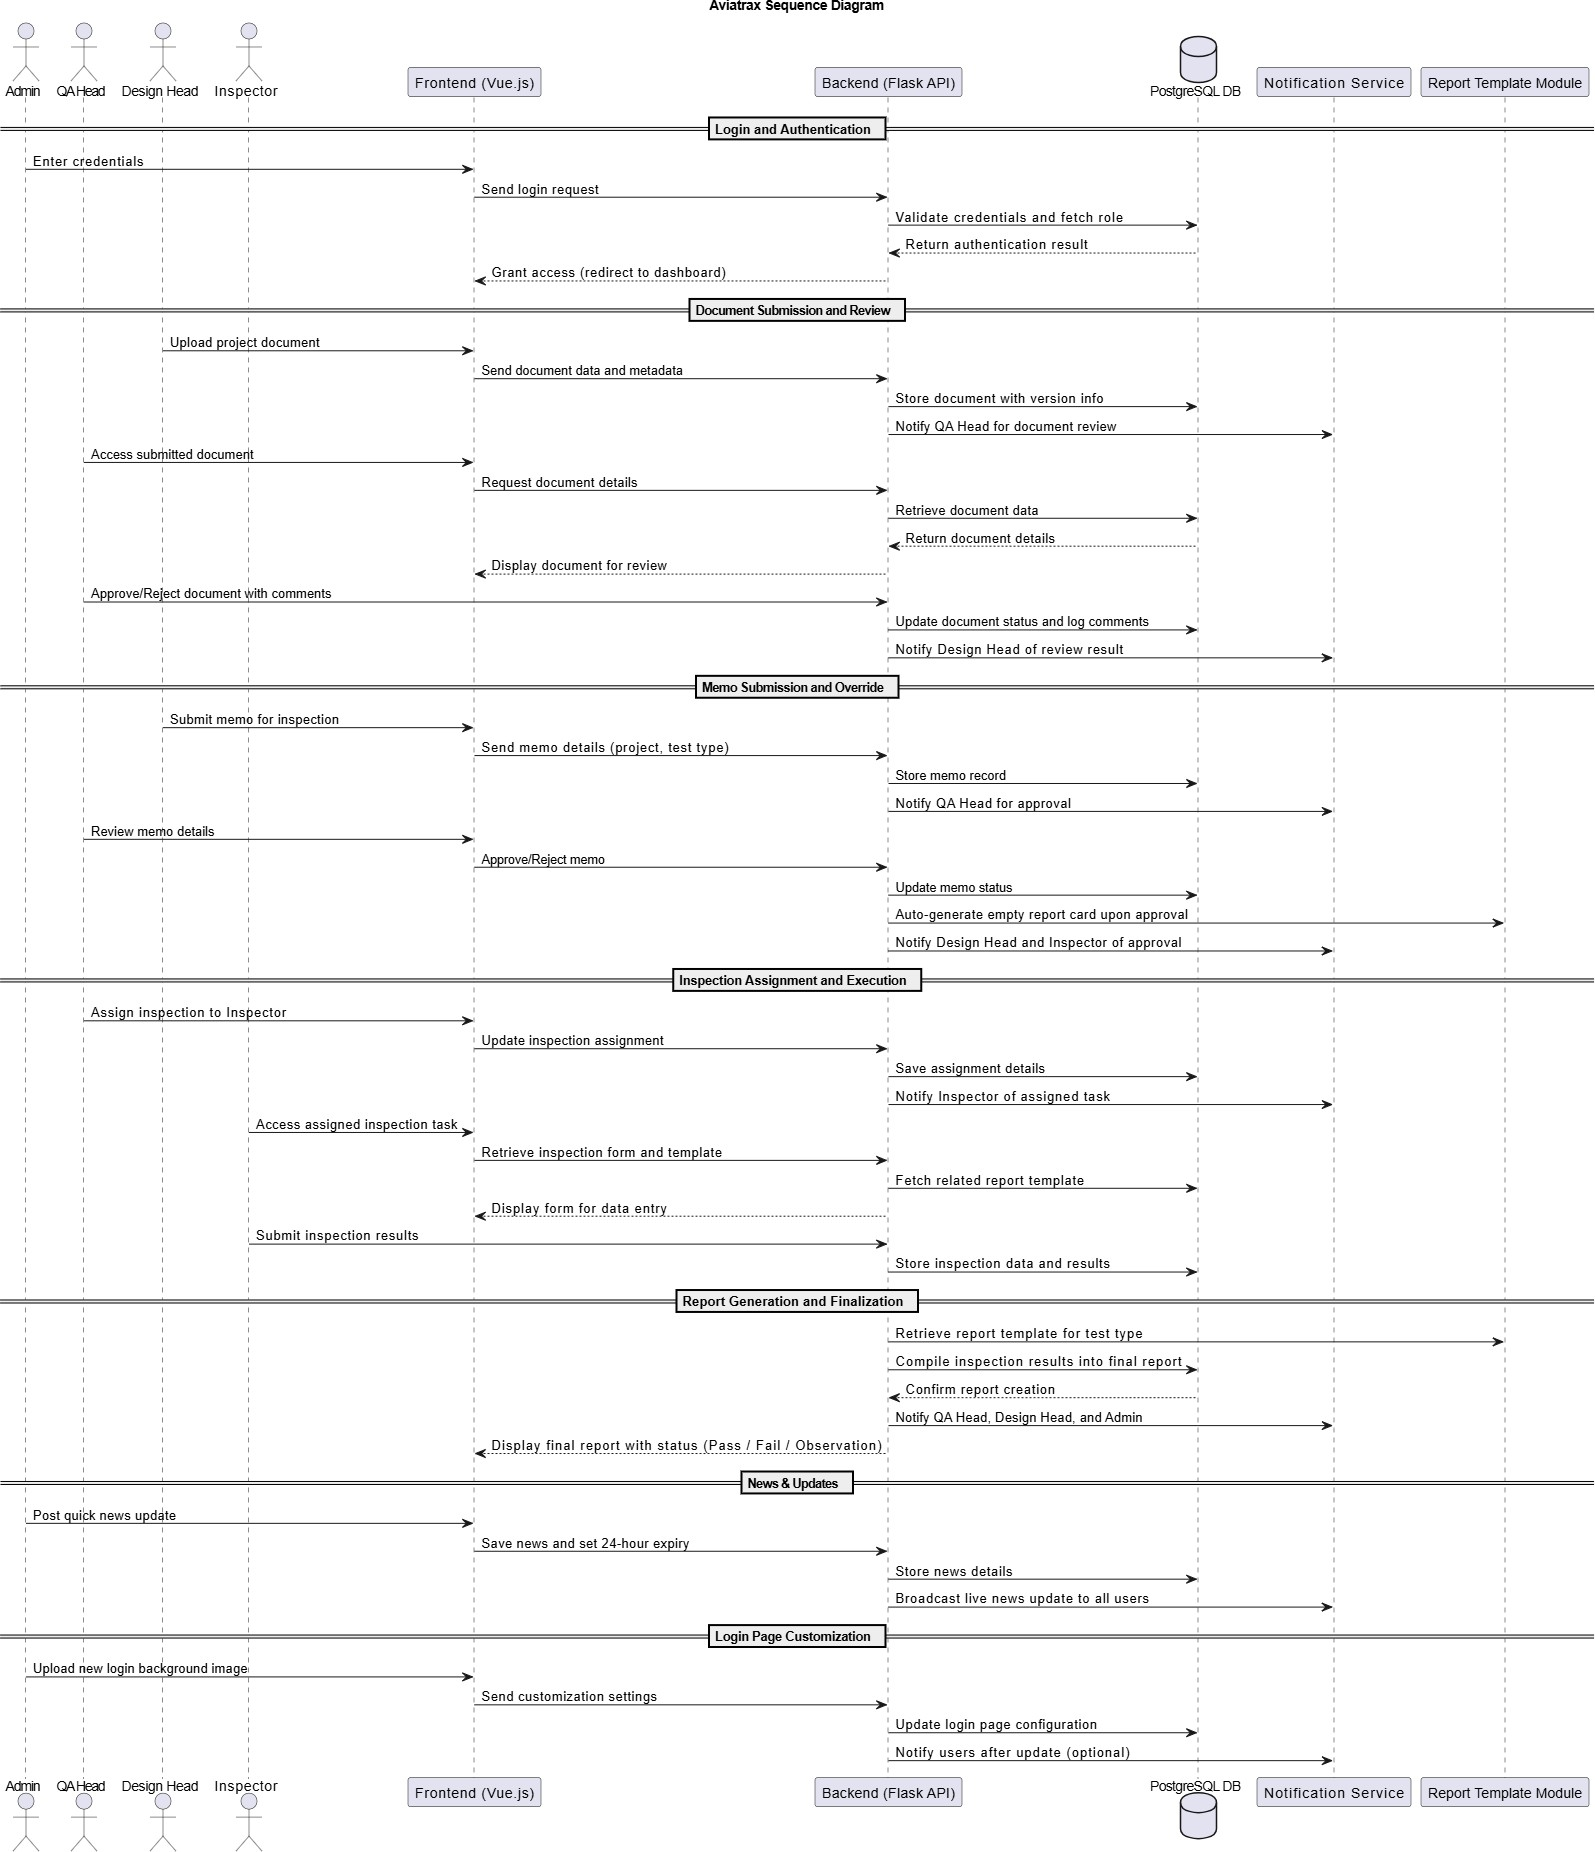 Aviatrax Sequence Diagram
Admin
QA Head
Design Head
Inspector
Frontend (Vue.js)
Backend (Flask API)
PostgreSQL DB
Notification Service
Report Template Module
Login and Authentication
Enter credentials
Send login request
Validate credentials and fetch role
Return authentication result
Grant access (redirect to dashboard)
Document Submission and Review
Upload project document
Send document data and metadata
Store document with version info
Notify QA Head for document review
Access submitted document
Request document details
Retrieve document data
Return document details
Display document for review
Approve/Reject document with comments
Update document status and log comments
Notify Design Head of review result
Memo Submission and Override
Submit memo for inspection
Send memo details (project, test type)
Store memo record
Notify QA Head for approval
Review memo details
Approve/Reject memo
Update memo status
Auto-generate empty report card upon approval
Notify Design Head and Inspector of approval
Inspection Assignment and Execution
Assign inspection to Inspector
Update inspection assignment
Save assignment details
Notify Inspector of assigned task
Access assigned inspection task
Retrieve inspection form and template
Fetch related report template
Display form for data entry
Submit inspection results
Store inspection data and results
Report Generation and Finalization
Retrieve report template for test type
Compile inspection results into final report
Confirm report creation
Notify QA Head, Design Head, and Admin
Display final report with status (Pass / Fail / Observation)
News & Updates
Post quick news update
Save news and set 24-hour expiry
Store news details
Broadcast live news update to all users
Login Page Customization
Upload new login background image
Send customization settings
Update login page configuration
Notify users after update (optional)
Admin
QA Head
Design Head
Inspector
Frontend (Vue.js)
Backend (Flask API)
PostgreSQL DB
Notification Service
Report Template Module